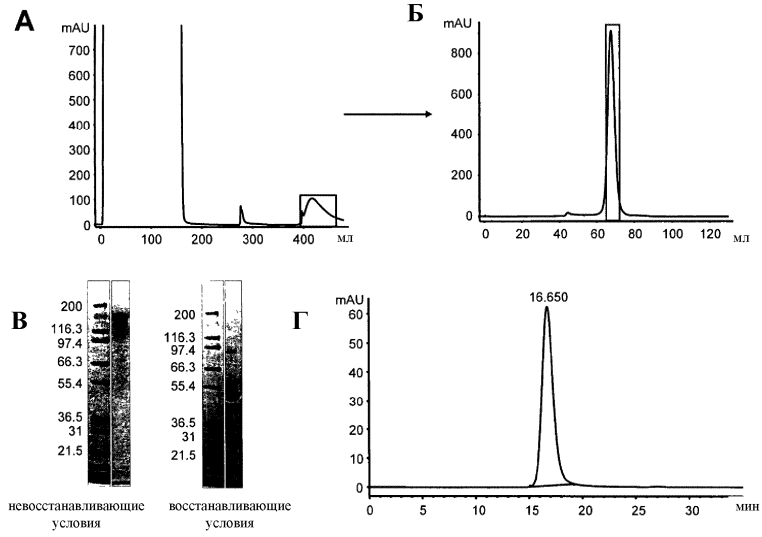 А
mAU
700
600
500
400
300
200
100
0
0 100 200 300 400 мл
Б
mAU
800
600
400
200
0
0 20 40 60 80 100 120 мл
В
200
116.3
97.4
66.3
55.4
36.5
31
21.5
невосстанавливающие
условия
200
116.3
97.4
66.3
55.4
36.5
31
21.5
восстанавливающие
условия
Г
mAU
16.650
60
50
40
30
20
10
0
0 5 10 15 20 25 30 мин